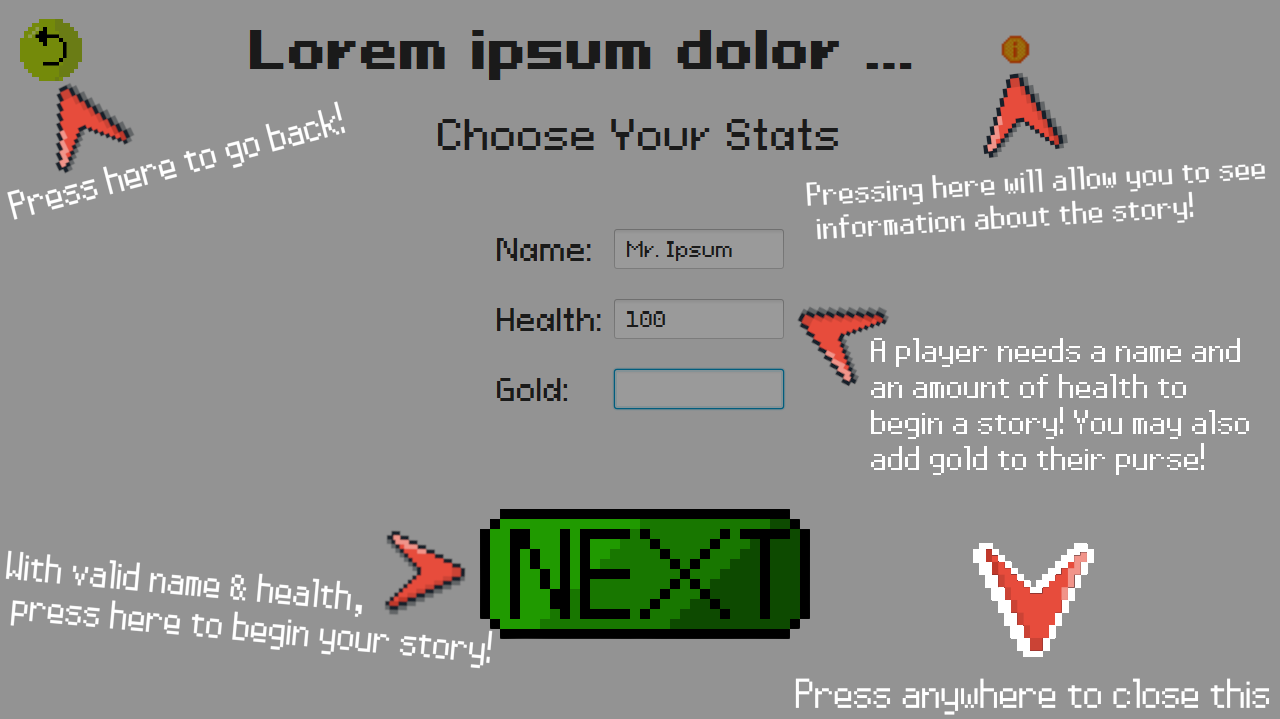 Lorem ipsum dolor ...
Choose Your Stats
Press here to go back!
Pressing here will allow you to see
information about the story!
Name: Mr. Ipsum
Health: 100
Gold:
A player needs a name and
an amount of health to
begin a story! You may also
add gold to their purse!
With valid name & health,
press here to begin your story!
NEXT
Press anywhere to close this